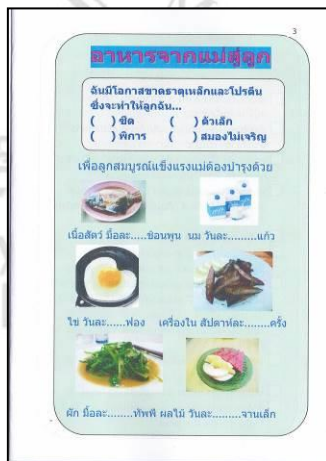 3
อาหารจากแม่สู่ลูก
ฉันมีโอกาสขาดธาตุเหล็กและโปรตีน
ซึ่งจะทำให้ลูกฉัน...
(    ) ซีด        (    ) ตัวเล็ก
(    ) พิการ      (    ) สมองไม่เจริญ
เพื่อลูกสมบูรณ์แข็งแรงแม่ต้องบำรุงด้วย
เนื้อสัตว์ มื้อละ.....ช้อนพูน  นม วันละ.........แก้ว
ไข่ วันละ......ฟอง   เครื่องใน สัปดาห์ละ........ครั้ง
ผัก มื้อละ........ทัพพี ผลไม้ วันละ.........จานเล็ก